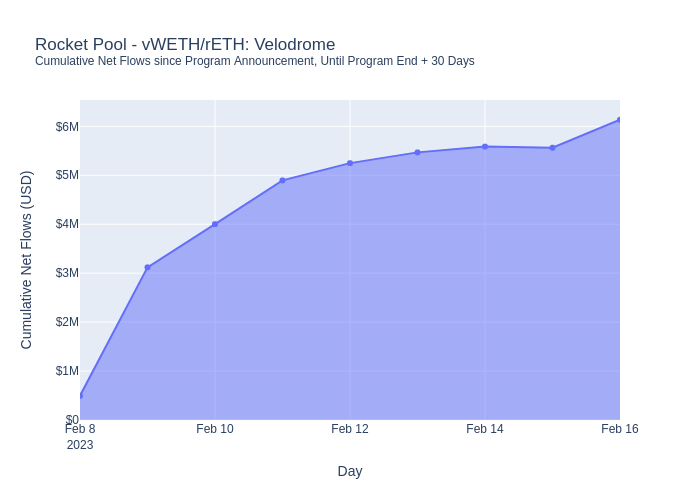 Rocket Pool - vWETH/rETH: Velodrome
Cumulative Net Flows since Program Announcement, Until Program End + 30 Days
Cumulative Net Flows (USD)
$6M
$5M
$4M
$3M
$2M
$1M
$0
Feb 8
2023
Feb 10
Feb 12
Feb 14
Feb 16
Day